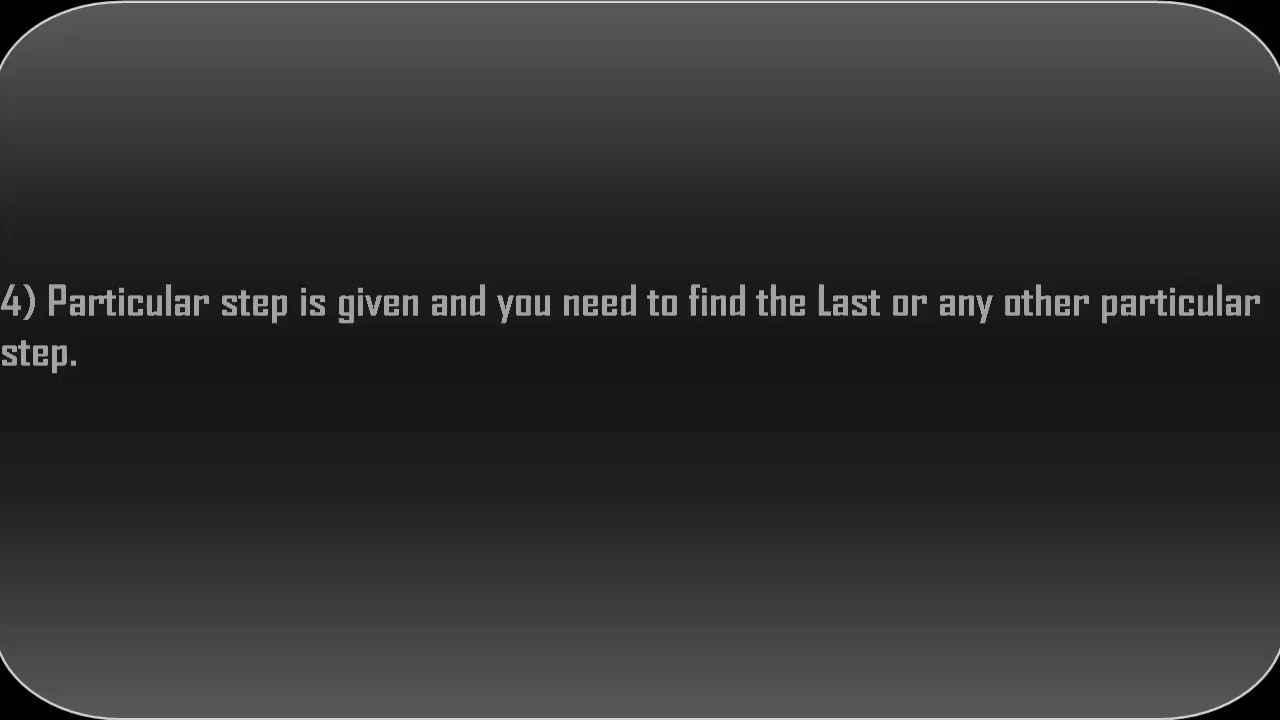 4) Particular step is given and you need to find the Last or any other particular
step.